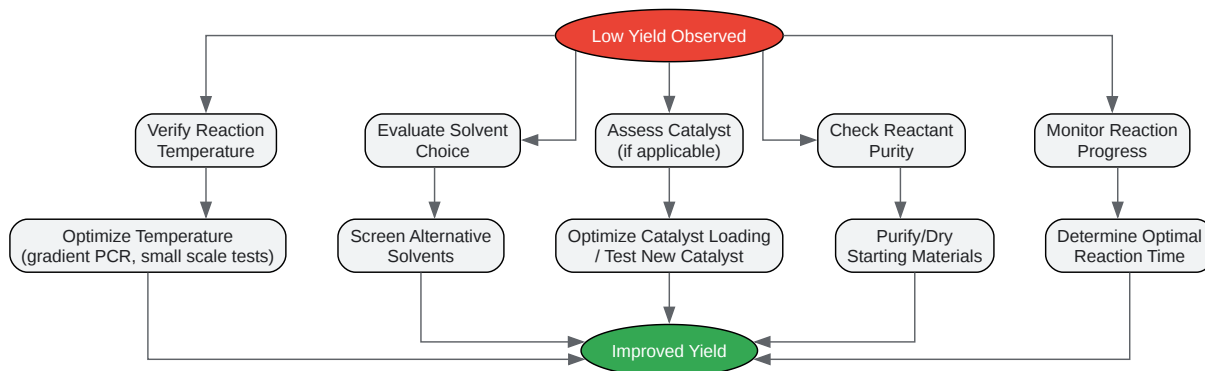 Low Yield Observed
Verify Reaction
Temperature
Evaluate Solvent
Choice
Assess Catalyst
(if applicable)
Check Reactant
Purity
Monitor Reaction
Progress
Optimize Temperature
(gradient PCR, small scale tests)
Screen Alternative
Solvents
Optimize Catalyst Loading
/ Test New Catalyst
Purify/Dry
Starting Materials
Determine Optimal
Reaction Time
Improved Yield